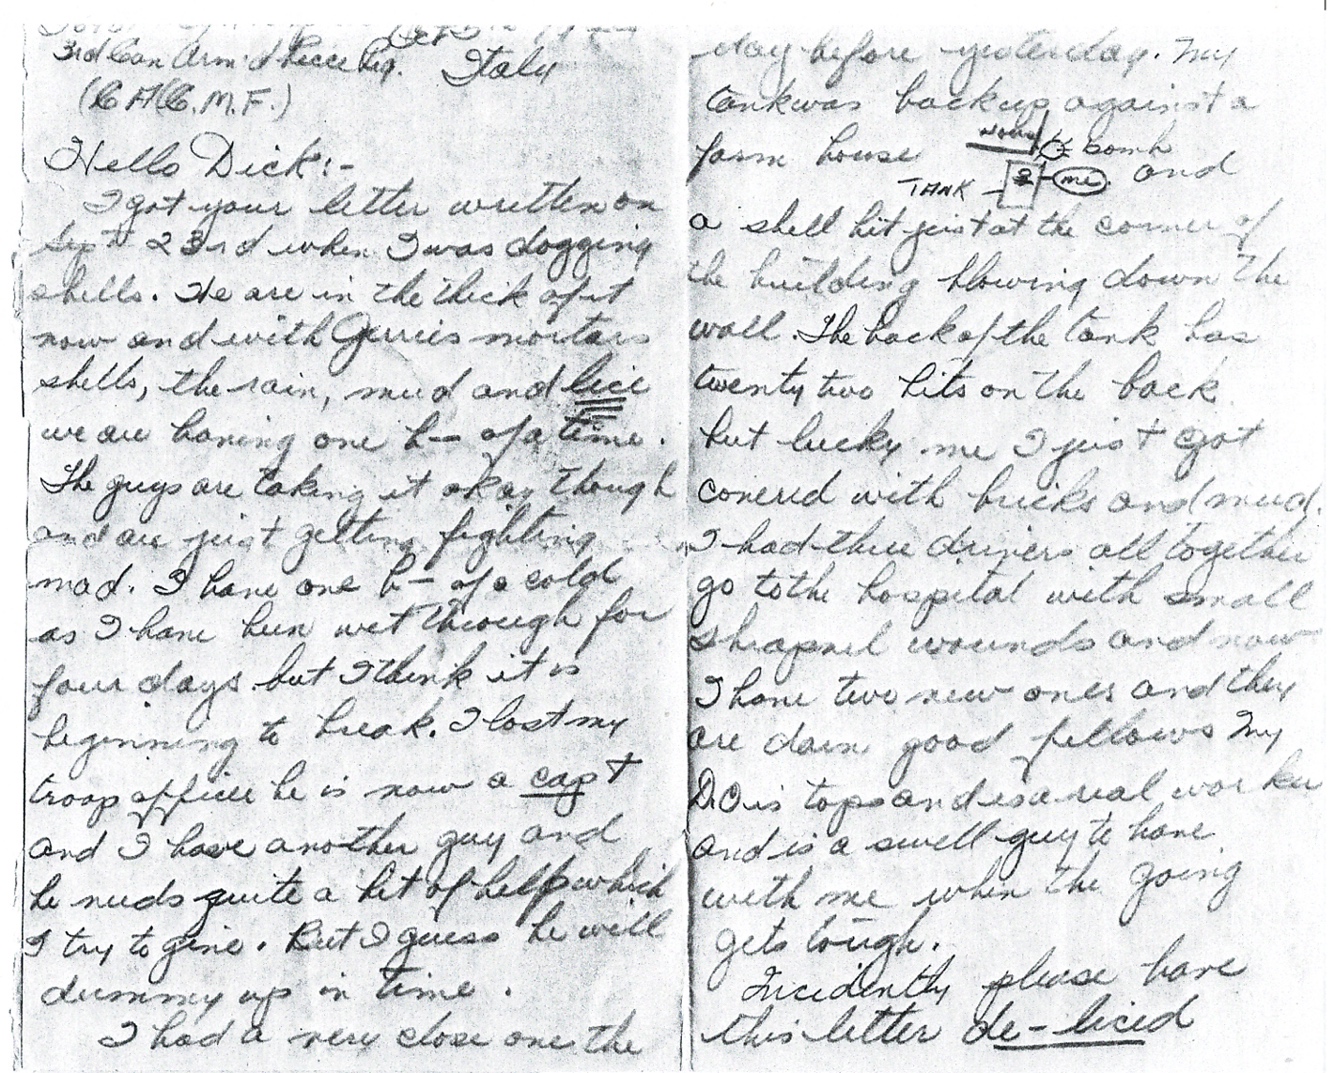 Oct
3rd Can Arm'd Recce Reg. Italy
(C.A.C.M.F.)
Hello Dick:-
I got your letter written on
Sept 23rd when I was dogging
shells. We are in the thick of it
now and with Gerries mortars
shells, the rain, mud and lice
we are having one h— of a time.
The guys are taking it okay though
and are just getting fighting
mad. I have one h— of a cold
as I have been wet through for
four days but I think it is
beginning to break. I lost my
troop officer he is now a capt
and I have another guy and
he needs quite a bit of help which
I try to give. But I guess he will
dummy up in time.
I had a very close one the
day before yesterday. My
tank was back up against a
farm house
bomb
and
TANK
me
a shell hit just at the corner of
the building blowing down the
wall. The back of the tank has
twenty two hits on the back
but lucky me I just got
covered with bricks and mud.
I had three drivers all together
go to the hospital with small
shrapnel wounds and now
I have two new ones and they
are darn good fellows My
D.O is tops and is a real worker
and is a swell guy to have
with me when the going
gets tough.
Incidently please have
this letter de-liced